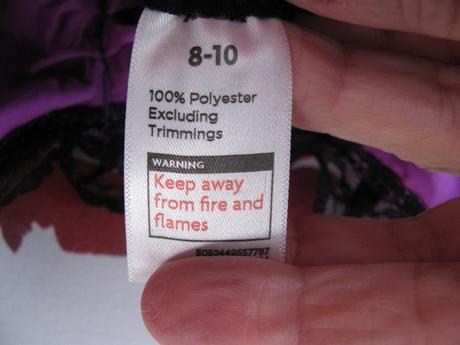 8-10
100% Polyester
Excluding
Trimmings
WARNING
Keep away
from fire and
flames